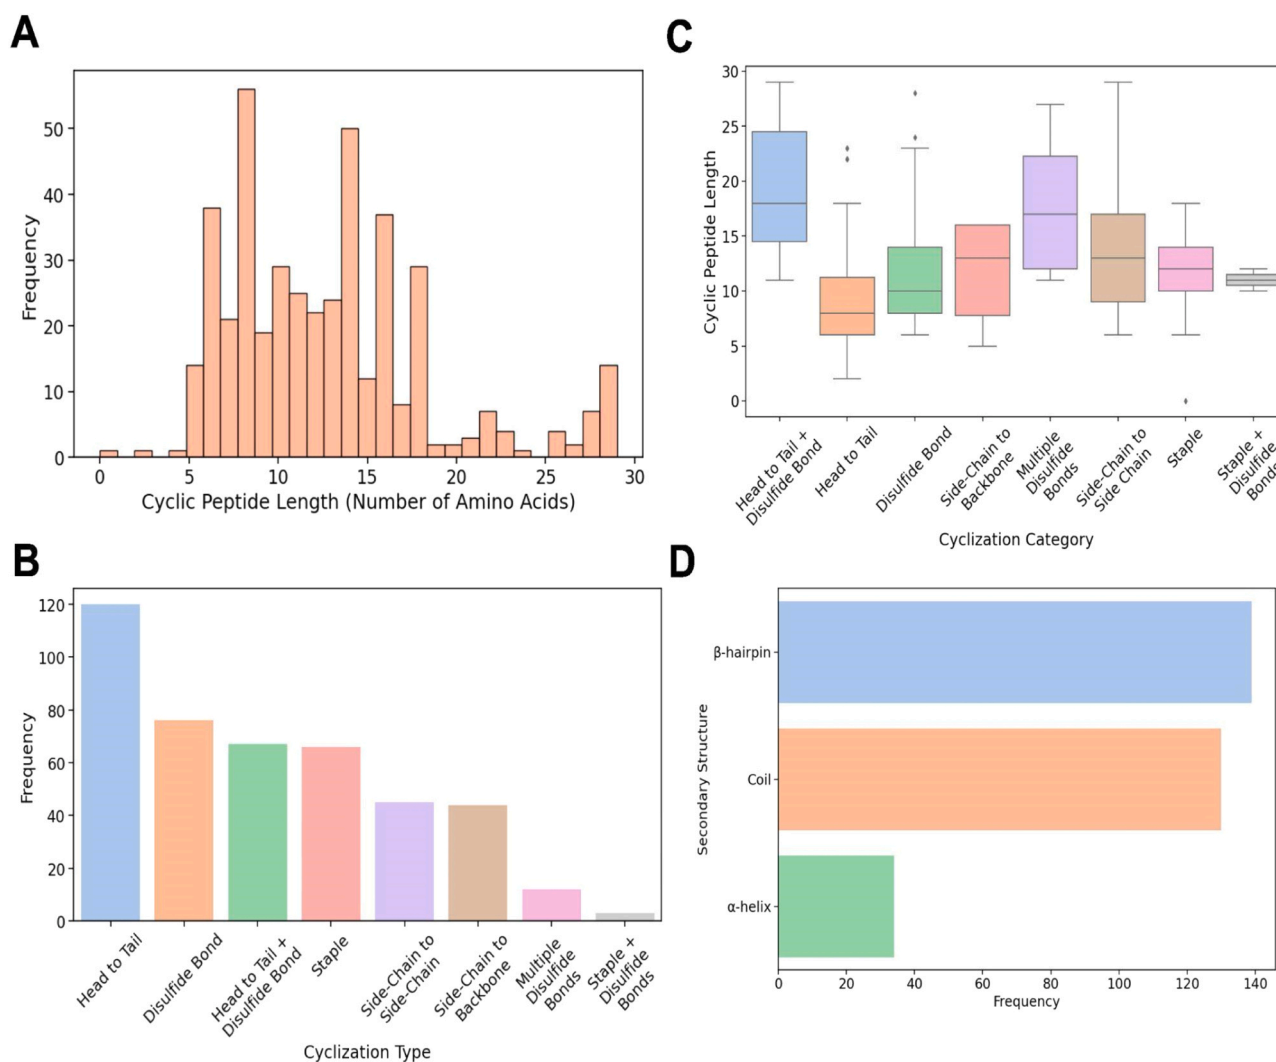 A
Frequency
50
40
30
20
10
0
0 5 10 15 20 25 30
Cyclic Peptide Length (Number of Amino Acids)
B
Frequency
120
100
80
60
40
20
0
Head to Tail
Disulfide Bond
Head to Tail +
Disulfide Bond
Staple
Side-Chain to
Side-Chain
Side-Chain to
Backbone
Multiple
Disulfide
Bonds
Staple +
Disulfide
Bonds
Cyclization Type
C
Cyclic Peptide Length
30
25
20
15
10
5
0
Head to Tail +
Disulfide Bond
Head to Tail
Disulfide Bond
Side-Chain to
Backbone
Multiple
Disulfide
Bonds
Side-Chain to
Side Chain
Staple
Staple +
Disulfide
Bonds
Cyclization Category
D
Secondary Structure
β-hairpin
Coil
α-helix
0 20 40 60 80 100 120 140
Frequency